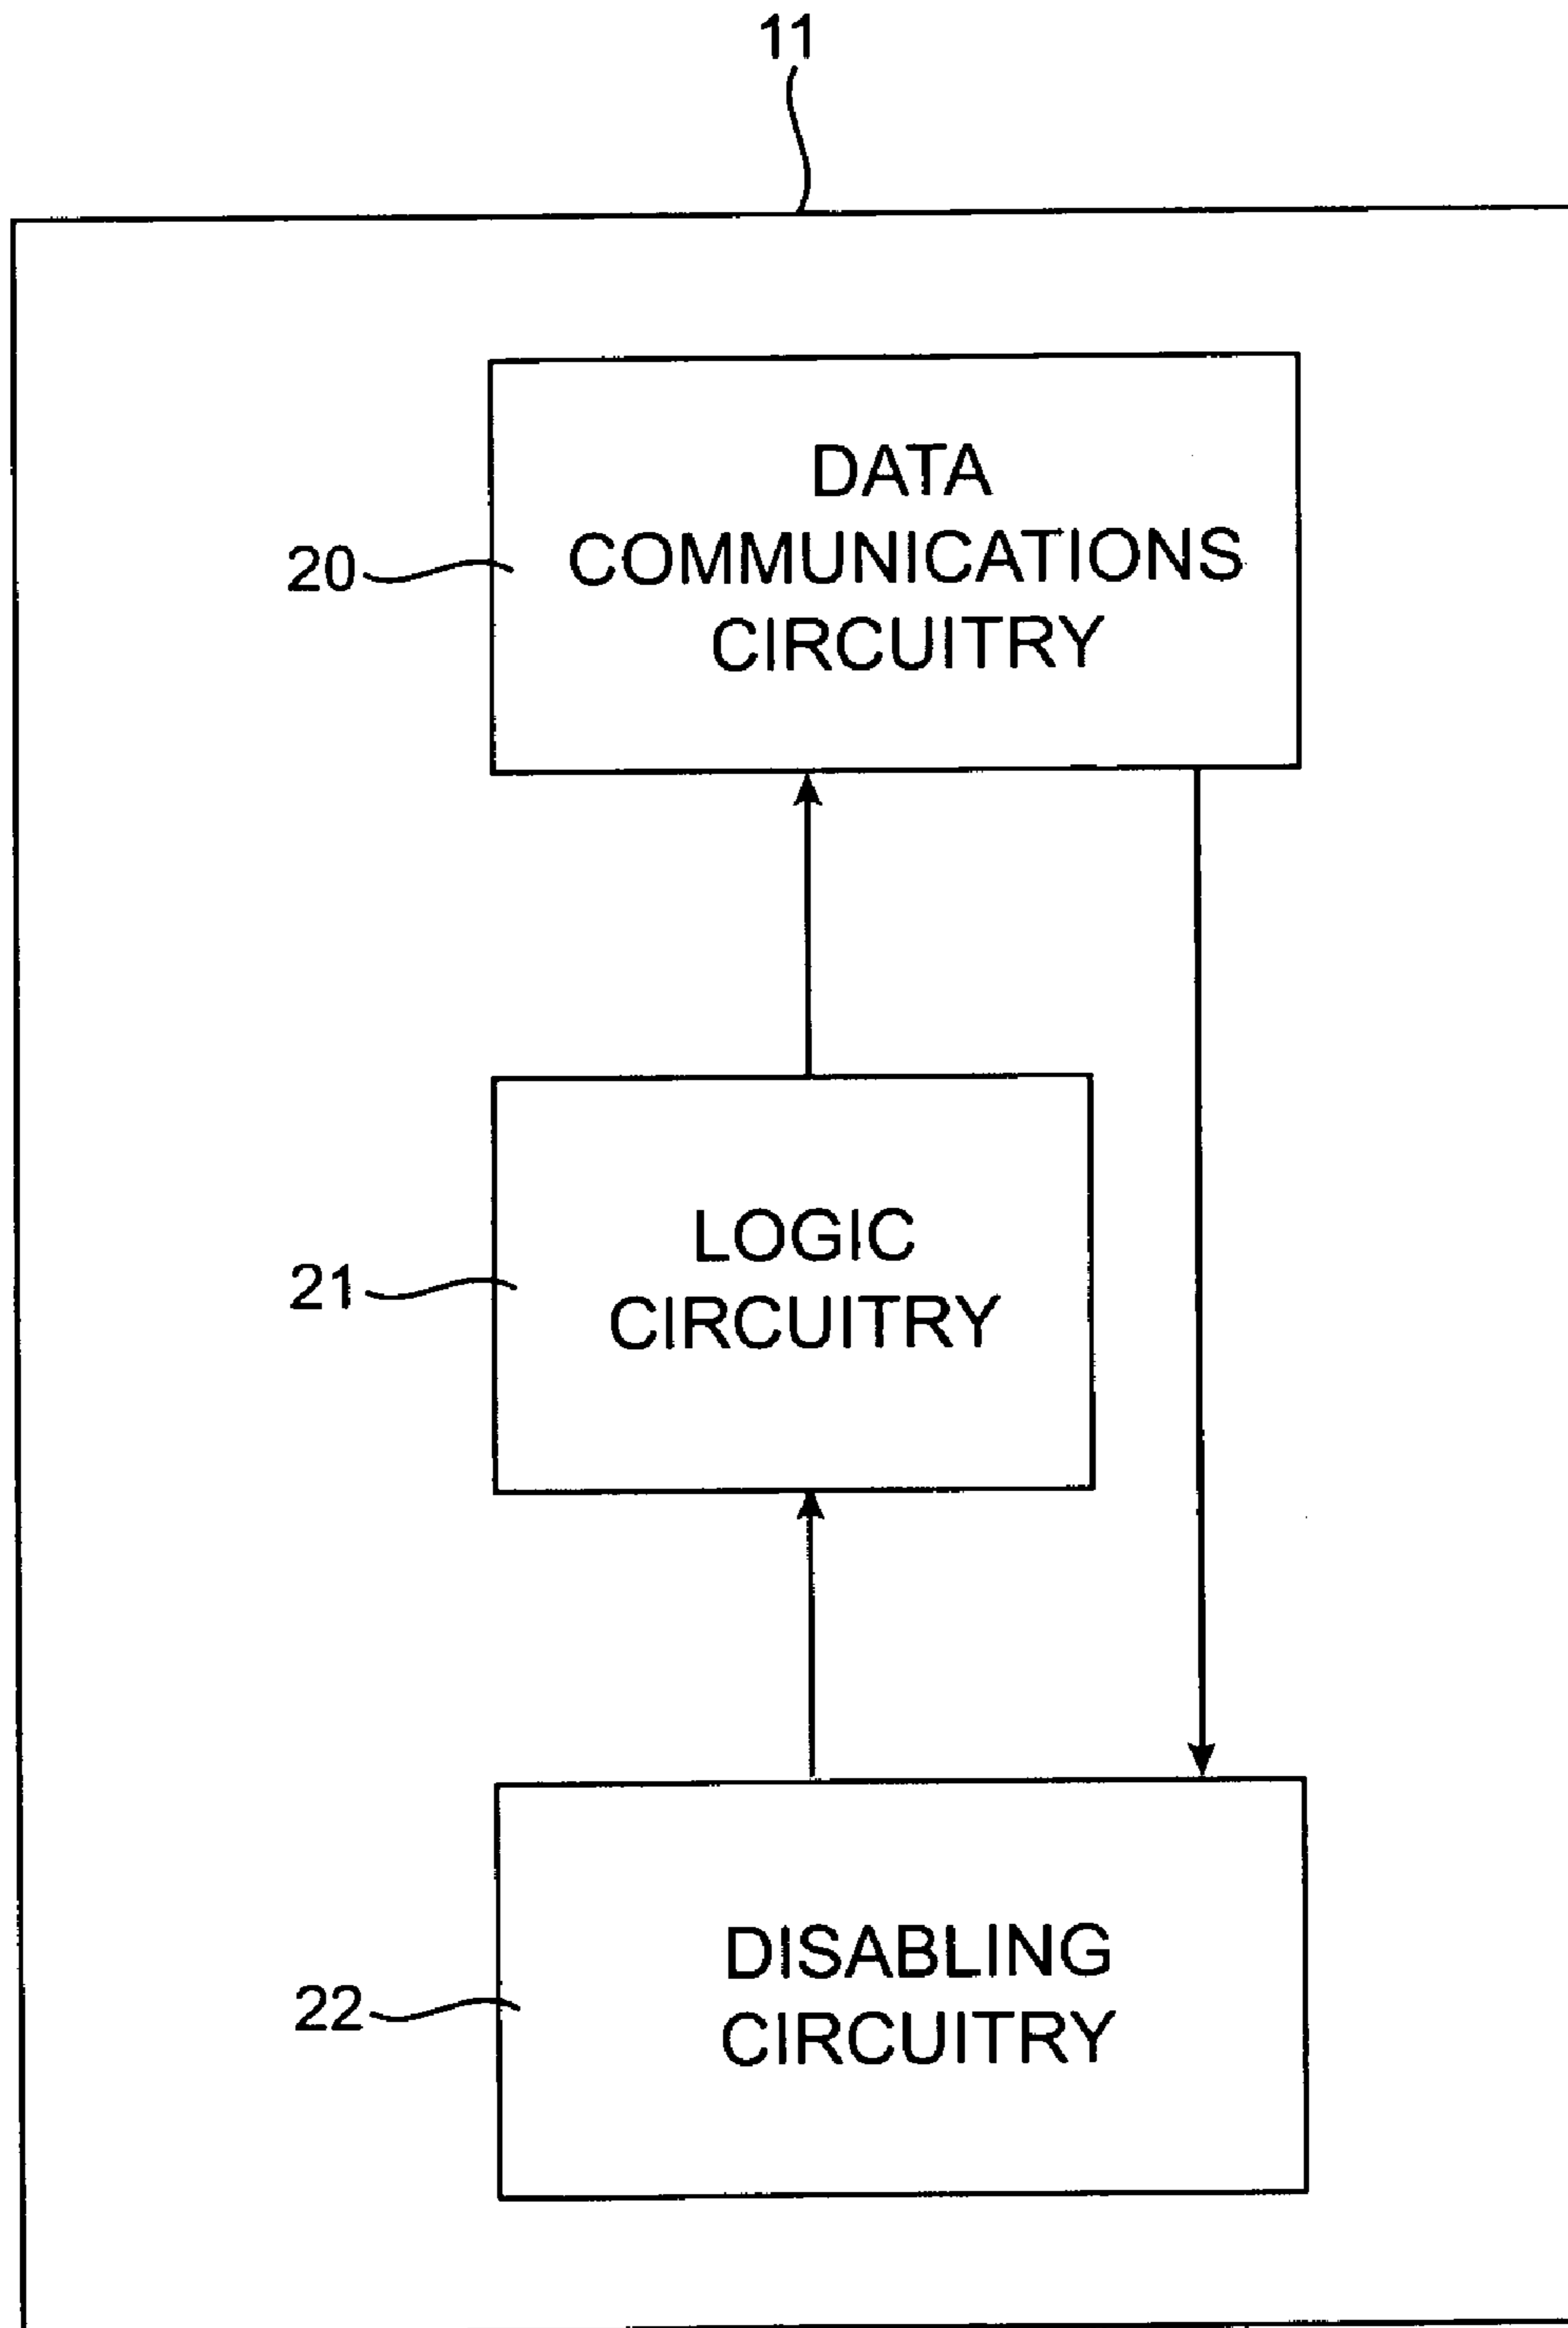 11
DATA
COMMUNICATIONS
CIRCUITRY
20
LOGIC
CIRCUITRY
21
DISABLING
CIRCUITRY
22